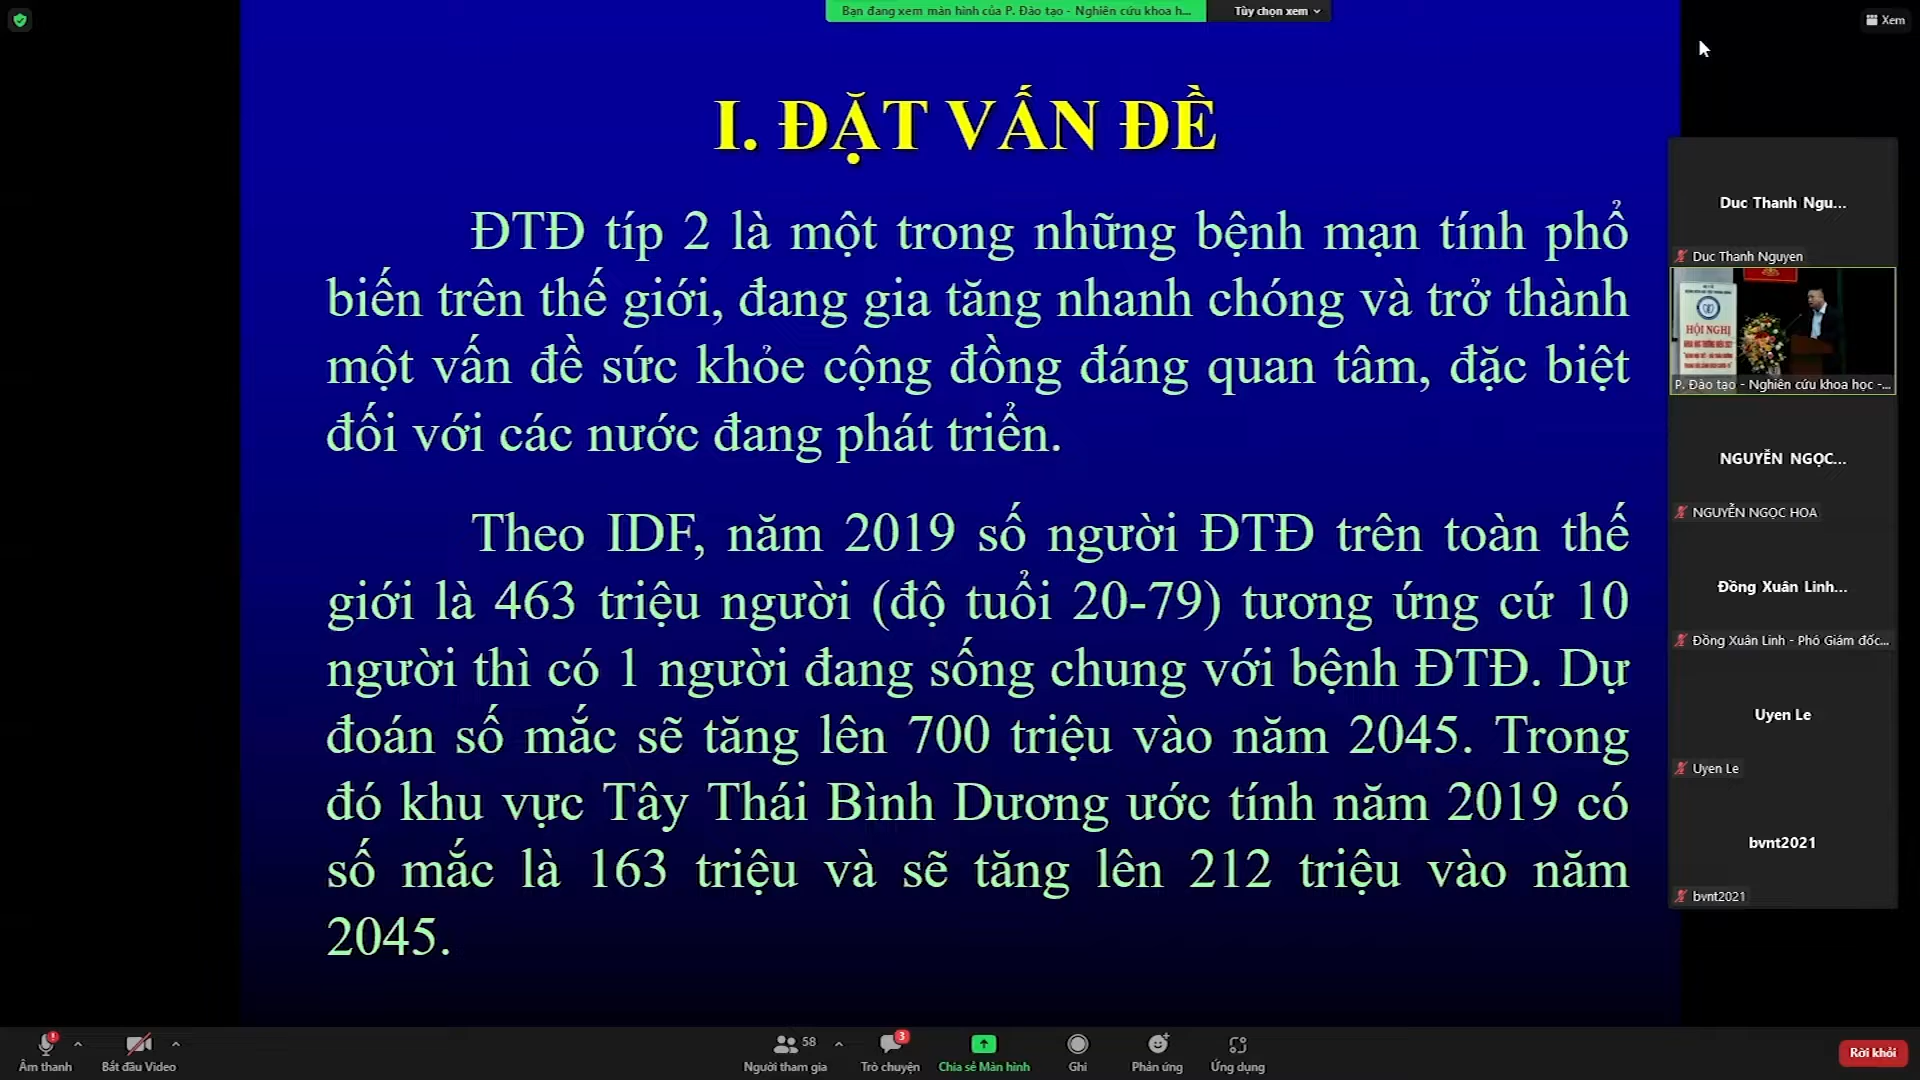 Bạn đang xem màn hình của P. Đào tạo - Nghiên cứu khoa h...
Tùy chọn xem
Xem
I. ĐẶT VẤN ĐỀ
ĐTĐ típ 2 là một trong những bệnh mạn tính phổ
biến trên thế giới, đang gia tăng nhanh chóng và trở thành
một vấn đề sức khỏe cộng đồng đáng quan tâm, đặc biệt
đối với các nước đang phát triển.
Theo IDF, năm 2019 số người ĐTĐ trên toàn thế
giới là 463 triệu người (độ tuổi 20-79) tương ứng cứ 10
người thì có 1 người đang sống chung với bệnh ĐTĐ. Dự
đoán số mắc sẽ tăng lên 700 triệu vào năm 2045. Trong
đó khu vực Tây Thái Bình Dương ước tính năm 2019 có
số mắc là 163 triệu và sẽ tăng lên 212 triệu vào năm
2045.
Duc Thanh Ngu...
Duc Thanh Nguyen
HỘI NGHỊ
P. Đào tạo - Nghiên cứu khoa học -...
NGUYỄN NGỌC...
NGUYỄN NGỌC HOA
Đồng Xuân Linh...
Đồng Xuân Linh - Phó Giám đốc...
Uyen Le
Uyen Le
bvnt2021
bvnt2021
Âm thanh
Bắt đầu Video
58
Người tham gia
3
Trò chuyện
Chia sẻ Màn hình
Ghi
Phản ứng
Ứng dụng
Rời khỏi